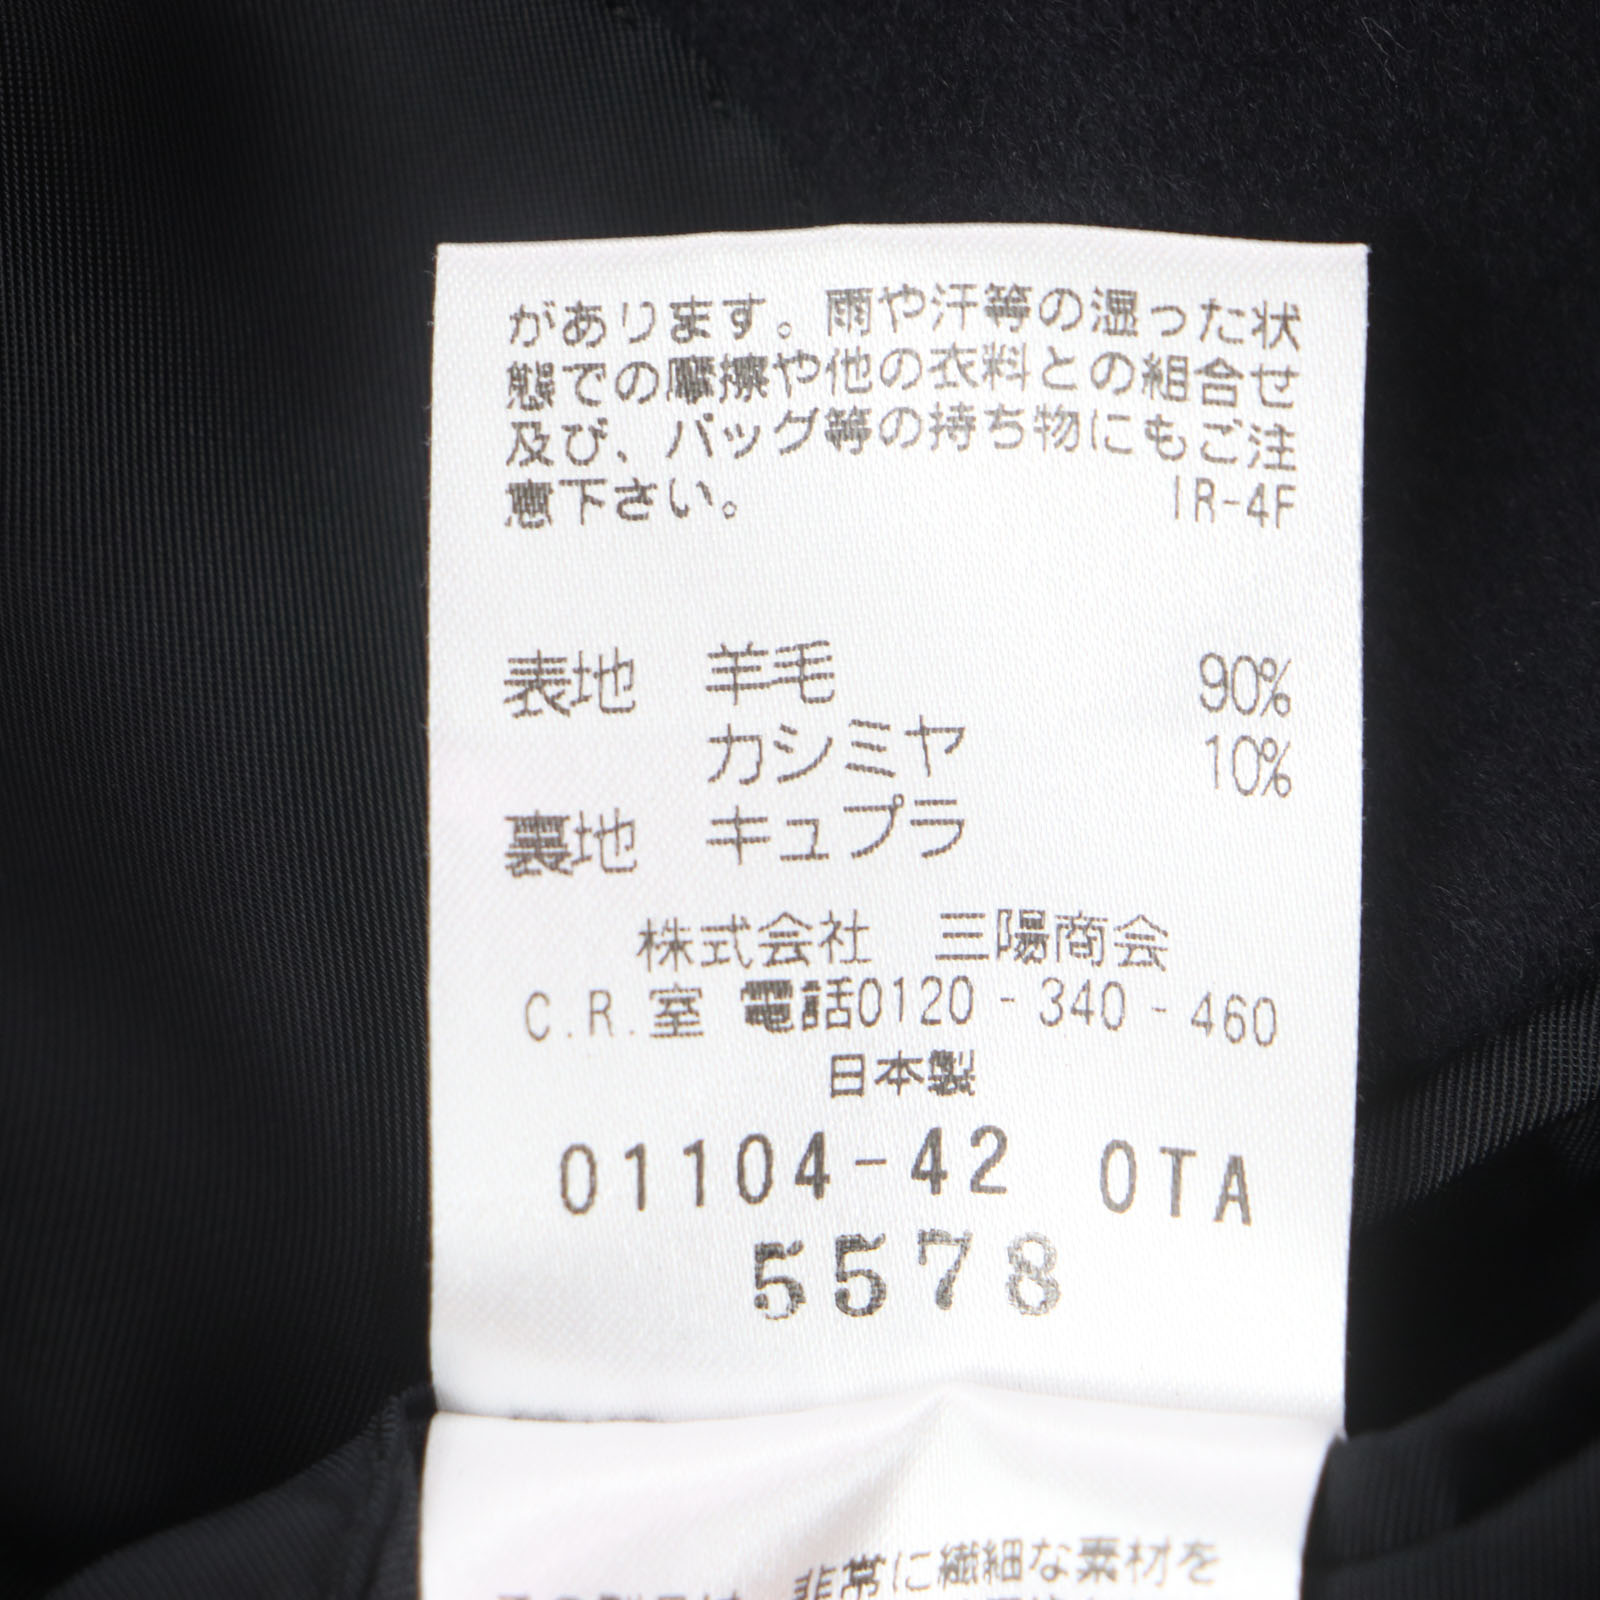 があります。雨や汗等の湿った状
態での摩擦や他の衣料との組合せ
及び、バッグ等の持ち物にもご注
意下さい。 IR-4F
表地 羊毛 90%
カシミヤ 10%
裏地 キュプラ
株式会社 三陽商会
C.R.室 電話0120-340-460
日本製
01104-42 0TA
5578
非常に繊細な素材を